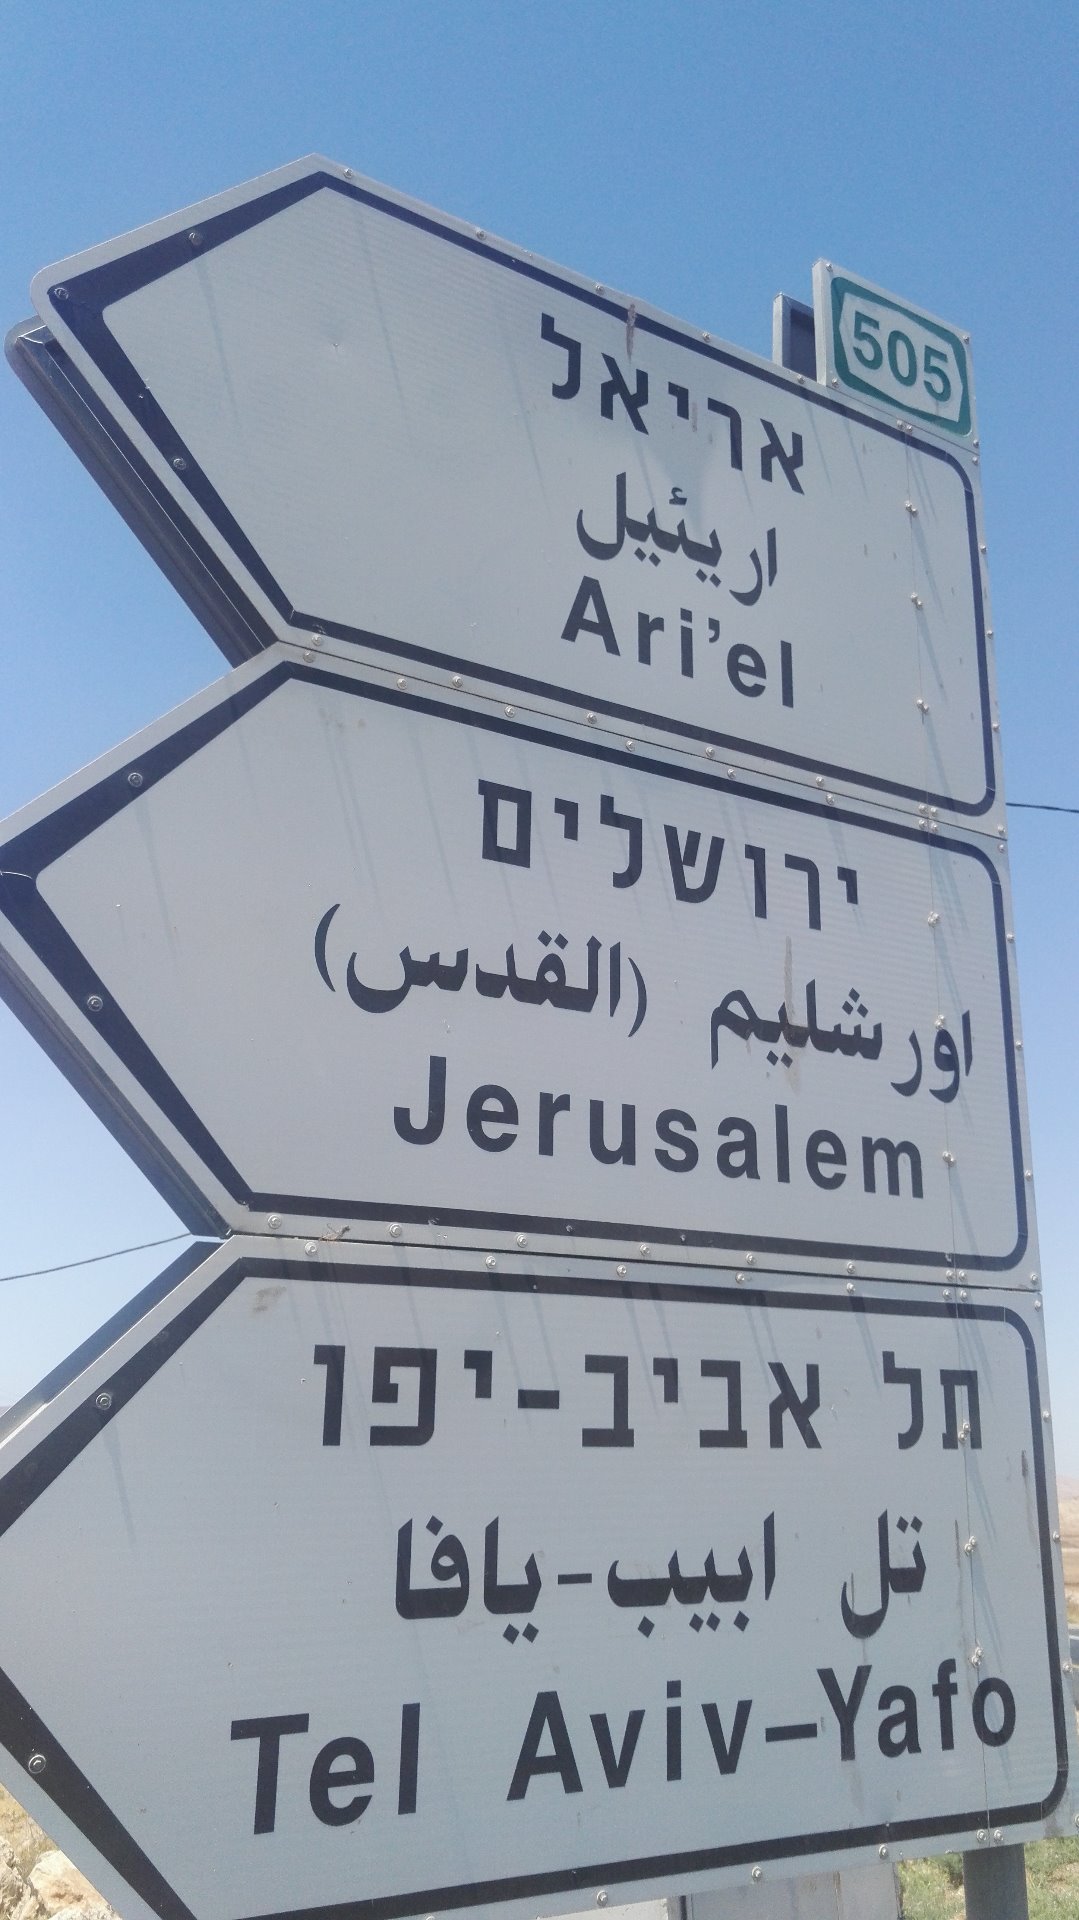 505
אריאל
اريئيل
Ari'el
ירושלים
اورشليم (القدس)
Jerusalem
תל אביב-יפו
تل ابيب-يافا
Tel Aviv-Yafo